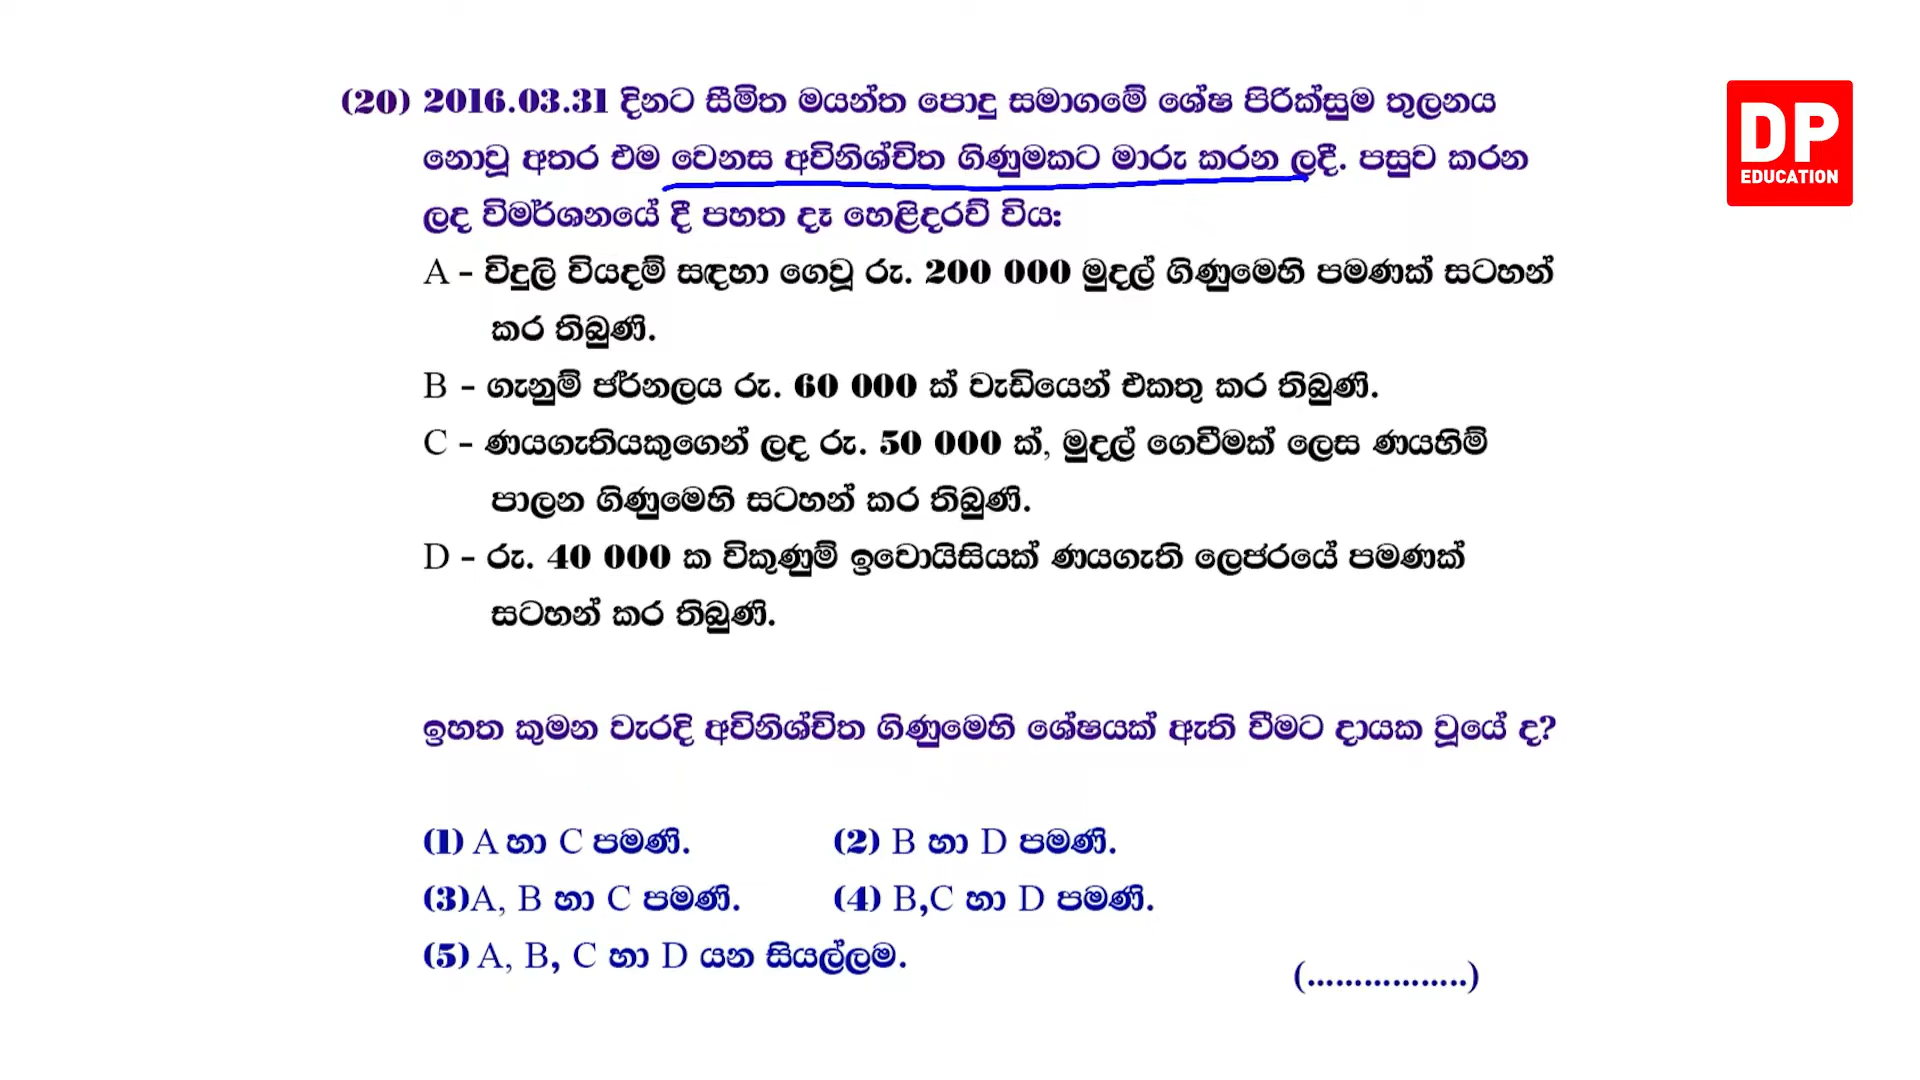 (20) 2016.03.31 දිනට සීමිත මයන්ත පොදු සමාගමේ ශේෂ පිරික්සුම තුලනය
නොවූ අතර එම වෙනස අවිනිශ්චිත ගිණුමකට මාරු කරන ලදී. පසුව කරන
ලද විමර්ශනයේ දී පහත දෑ හෙළිදරව් විය:
A - විදුලි වියදම් සඳහා ගෙවූ රු. 200 000 මුදල් ගිණුමෙහි පමණක් සටහන්
කර තිබුණි.
B - ගැනුම් ජර්නලය රු. 60 000 ක් වැඩියෙන් එකතු කර තිබුණි.
C - ණයගැතියකුගෙන් ලද රු. 50 000 ක්, මුදල් ගෙවීමක් ලෙස ණයහිමි
පාලන ගිණුමෙහි සටහන් කර තිබුණි.
D - රු. 40 000 ක විකුණුම් ඉවොයිසියක් ණයගැති ලෙජරයේ පමණක්
සටහන් කර තිබුණි.
ඉහත කුමන වැරදි අවිනිශ්චිත ගිණුමෙහි ශේෂයක් ඇති වීමට දායක වූයේ ද?
(1) A හා C පමණි. (2) B හා D පමණි.
(3)A, B හා C පමණි. (4) B,C හා D පමණි.
(5) A, B, C හා D යන සියල්ලම.
(.................)
DP
EDUCATION